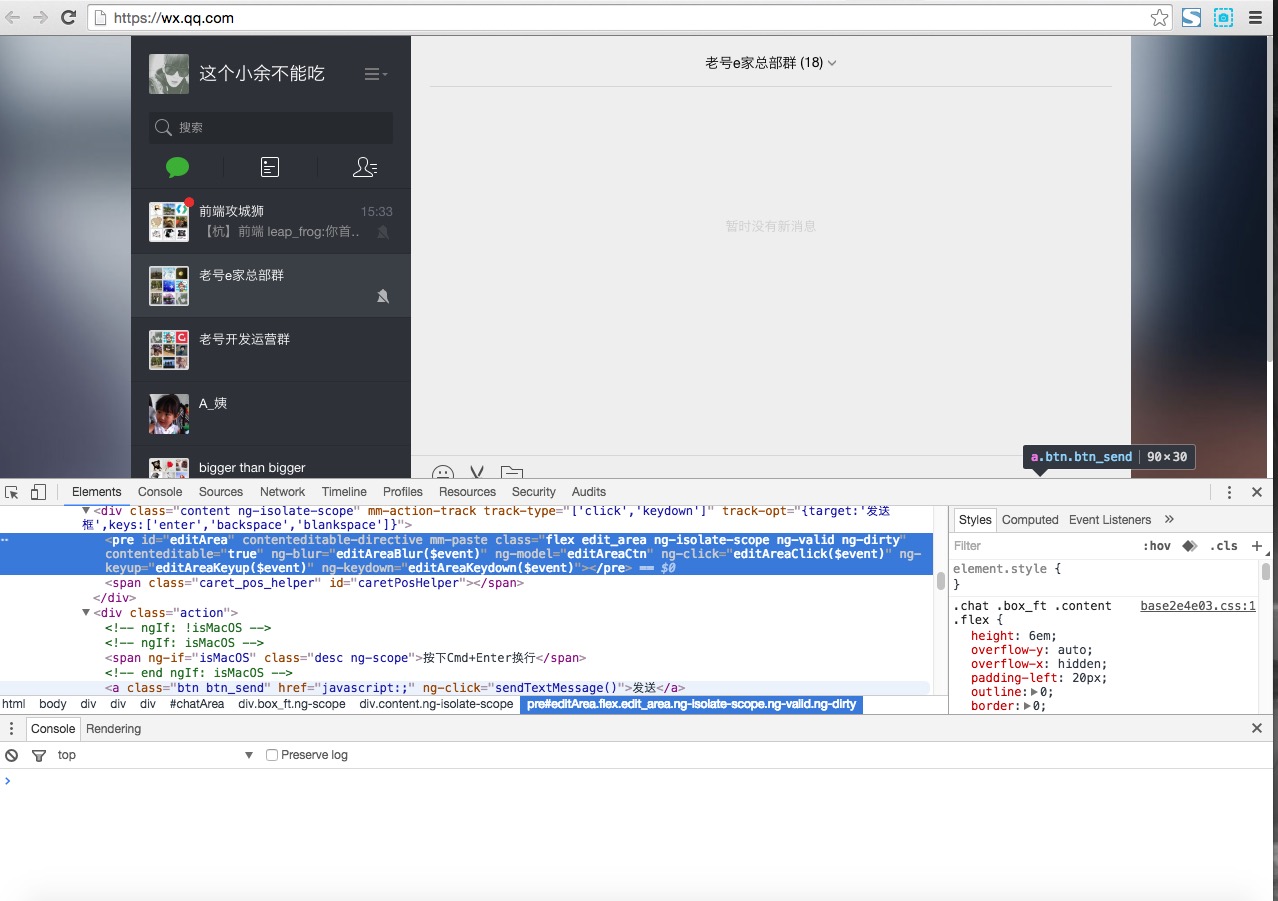 https://wx.qq.com
这个小余不能吃
搜索
前端攻城狮 15:33
【杭】前端 leap_frog:你首...
老号e家总部群
老号开发运营群
A_姨
bigger than bigger
老号e家总部群 (18)
暂时没有新消息
a.btn.btn_send 90×30
Elements Console Sources Network Timeline Profiles Resources Security Audits
<div class="content ng-isolate-scope" mm-action-track track-type="['click','keydown']" track-opt="{target:'发送
框',keys:['enter','backspace','blankspace']}">
<pre id="editArea" contenteditable-directive mm-paste class="flex edit_area ng-isolate-scope ng-valid ng-dirty"
contenteditable="true" ng-blur="editAreaBlur($event)" ng-model="editAreaCtn" ng-click="editAreaClick($event)" ng-
keyup="editAreaKeyup($event)" ng-keydown="editAreaKeydown($event)"></pre> == $0
<span class="caret_pos_helper" id="caretPosHelper"></span>
</div>
<div class="action">
<!-- ngIf: !isMacOS -->
<!-- ngIf: isMacOS -->
<span ng-if="isMacOS" class="desc ng-scope">按下Cmd+Enter换行</span>
<!-- end ngIf: isMacOS -->
<a class="btn btn_send" href="javascript:;" ng-click="sendTextMessage()">发送</a>
html body div div div #chatArea div.box_ft.ng-scope div.content.ng-isolate-scope pre#editArea.flex.edit_area.ng-isolate-scope.ng-valid.ng-dirty
Styles Computed Event Listeners »
Filter :hov .cls +
element.style {
}
.chat .box_ft .content base2e4e03.css:1
.flex {
height: 6em;
overflow-y: auto;
overflow-x: hidden;
padding-left: 20px;
outline: 0;
border: 0;
Console Rendering
top Preserve log